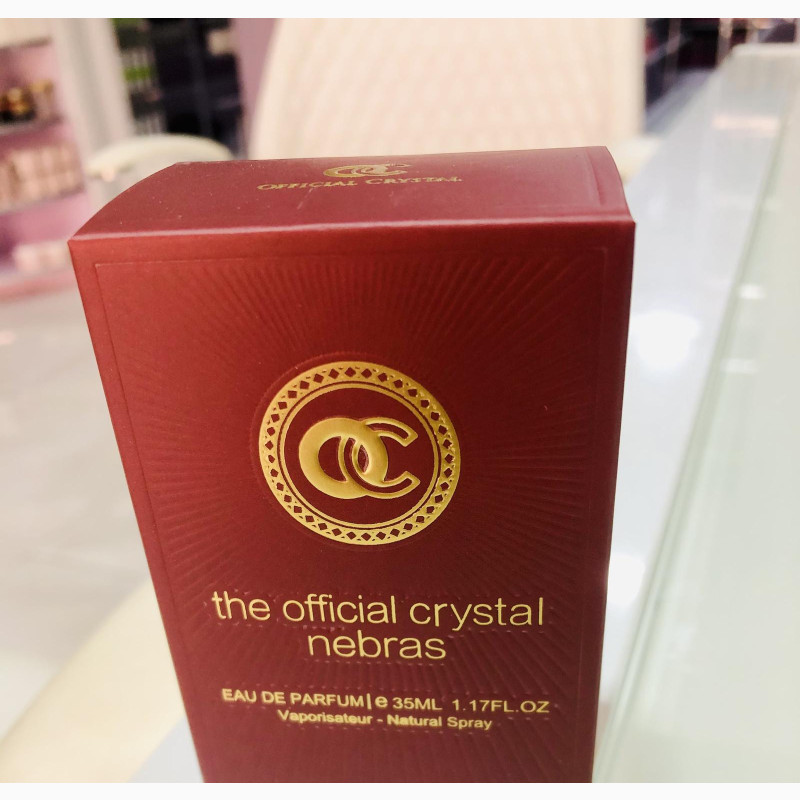 OFFICIAL CRYSTAL
OC
the official crystal
nebras
EAU DE PARFUM|e 35ML 1.17FL.OZ
Vaporisateur - Natural Spray